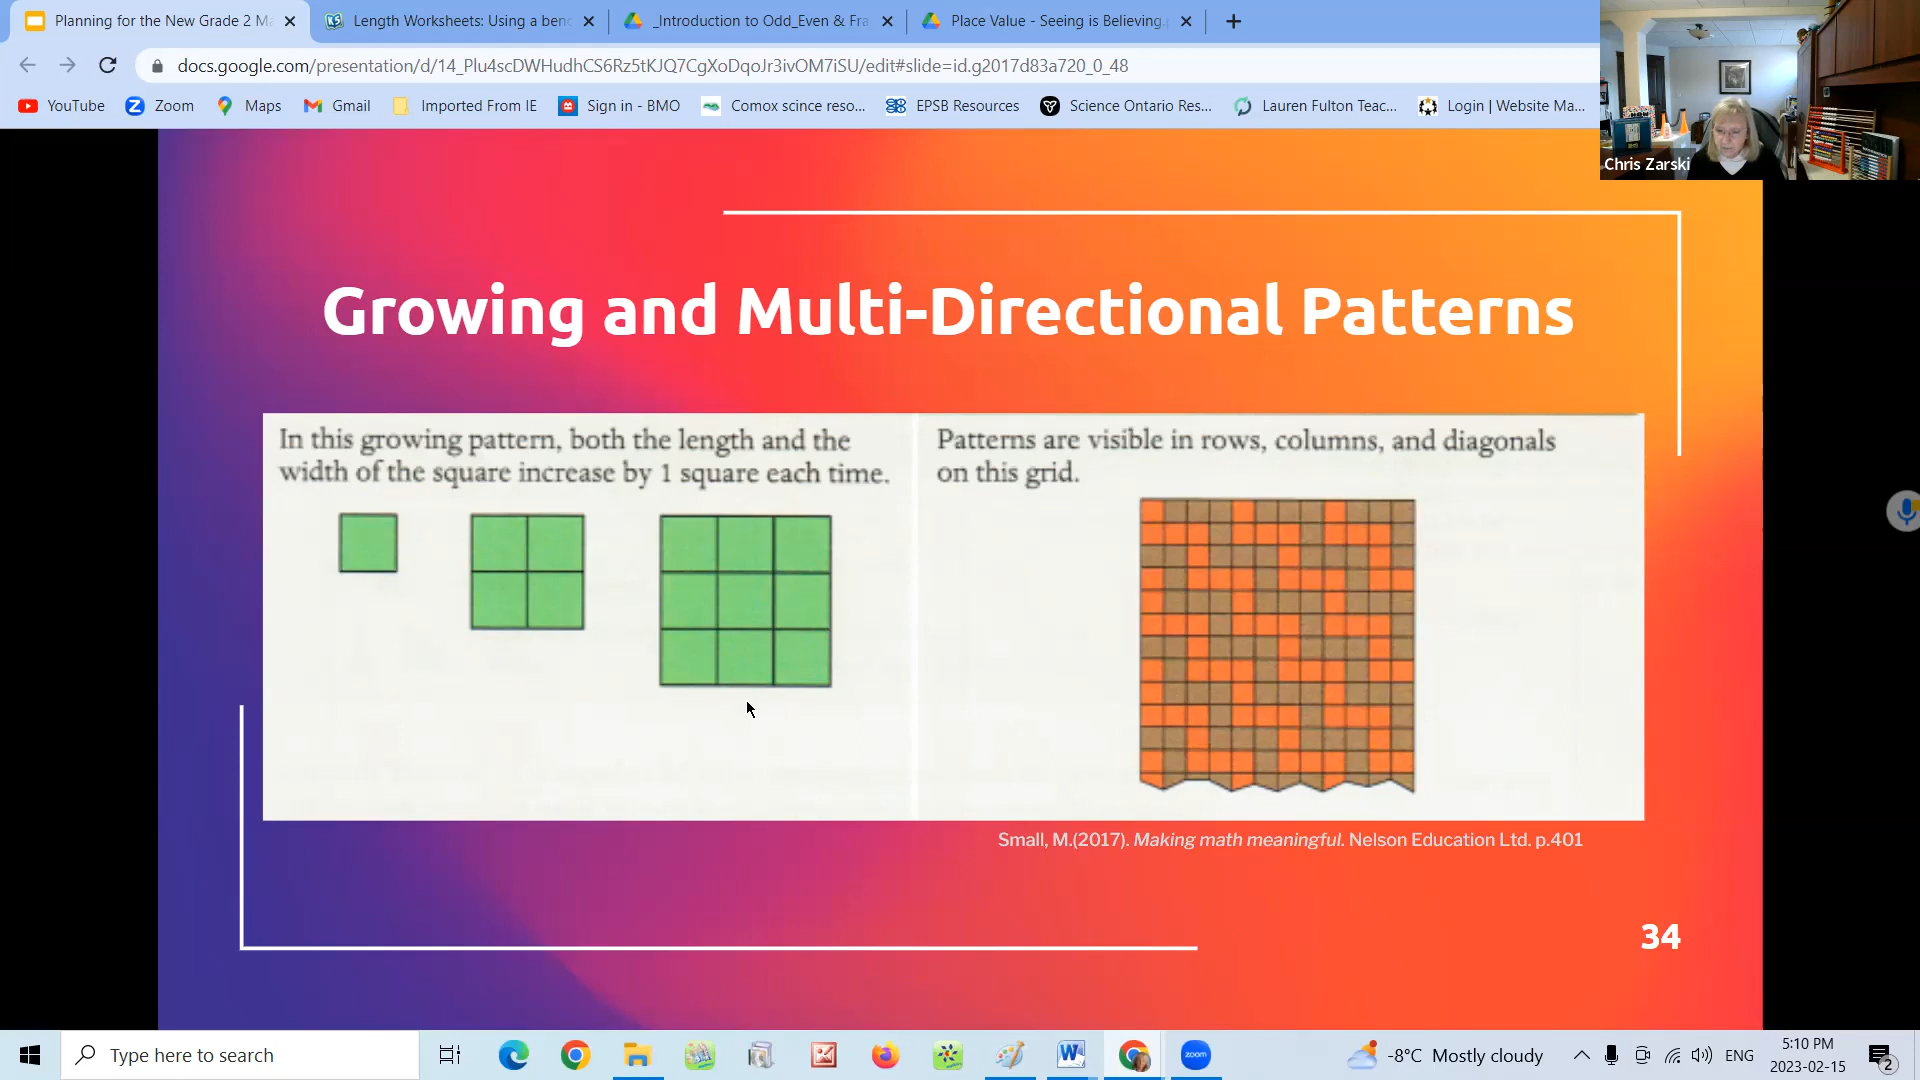 Planning for the New Grade 2 Ma
Length Worksheets: Using a ben
_Introduction to Odd_Even & Fra
Place Value - Seeing is Believing.
docs.google.com/presentation/d/14_Plu4scDWHudhCS6Rz5tKJQ7CgXoDqoJr3ivOM7iSU/edit#slide=id.g2017d83a720_0_48
YouTube Zoom Maps Gmail Imported From IE Sign in - BMO Comox scince reso... EPSB Resources Science Ontario Res... Lauren Fulton Teac... Login | Website Ma...
Chris Zarski
Growing and Multi-Directional Patterns
In this growing pattern, both the length and the
width of the square increase by 1 square each time.
Patterns are visible in rows, columns, and diagonals
on this grid.
Small, M.(2017). Making math meaningful. Nelson Education Ltd. p.401
34
Type here to search
zoom
-8°C Mostly cloudy
ENG
5:10 PM
2023-02-15
2